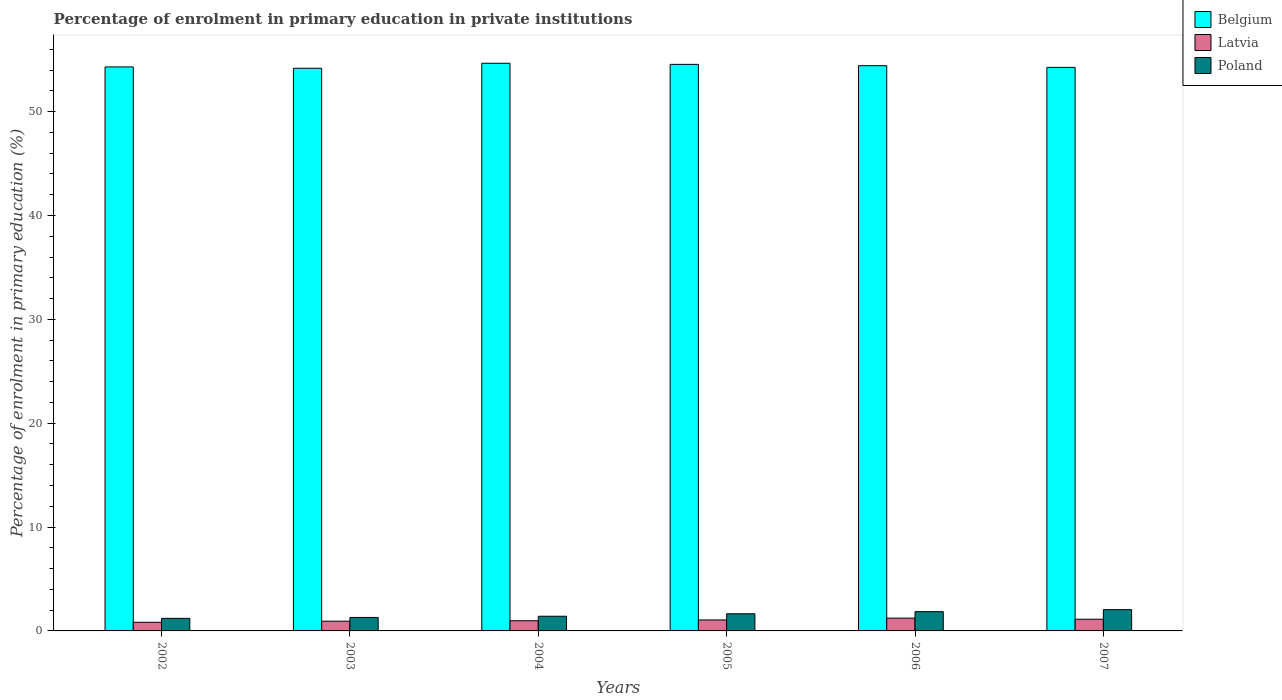 Percentage of enrolment in primary education in private institutions
Belgium
Latvia
Poland
Percentage of enrolment in primary education (%)
50
40
30
20
10
0
2002
2003
2004
2005
2006
2007
Years